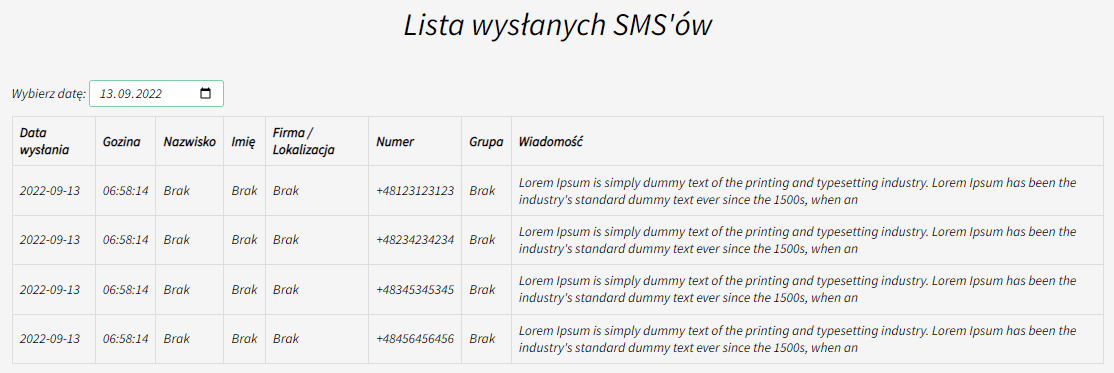 Lista wysłanych SMS'ów
Wybierz datę: 13.09.2022
Data wysłania Gozina Nazwisko Imię Firma / Lokalizacja Numer Grupa Wiadomość
2022-09-13 06:58:14 Brak Brak Brak +48123123123 Brak Lorem Ipsum is simply dummy text of the printing and typesetting industry. Lorem Ipsum has been the
industry's standard dummy text ever since the 1500s, when an
2022-09-13 06:58:14 Brak Brak Brak +48234234234 Brak Lorem Ipsum is simply dummy text of the printing and typesetting industry. Lorem Ipsum has been the
industry's standard dummy text ever since the 1500s, when an
2022-09-13 06:58:14 Brak Brak Brak +48345345345 Brak Lorem Ipsum is simply dummy text of the printing and typesetting industry. Lorem Ipsum has been the
industry's standard dummy text ever since the 1500s, when an
2022-09-13 06:58:14 Brak Brak Brak +48456456456 Brak Lorem Ipsum is simply dummy text of the printing and typesetting industry. Lorem Ipsum has been the
industry's standard dummy text ever since the 1500s, when an